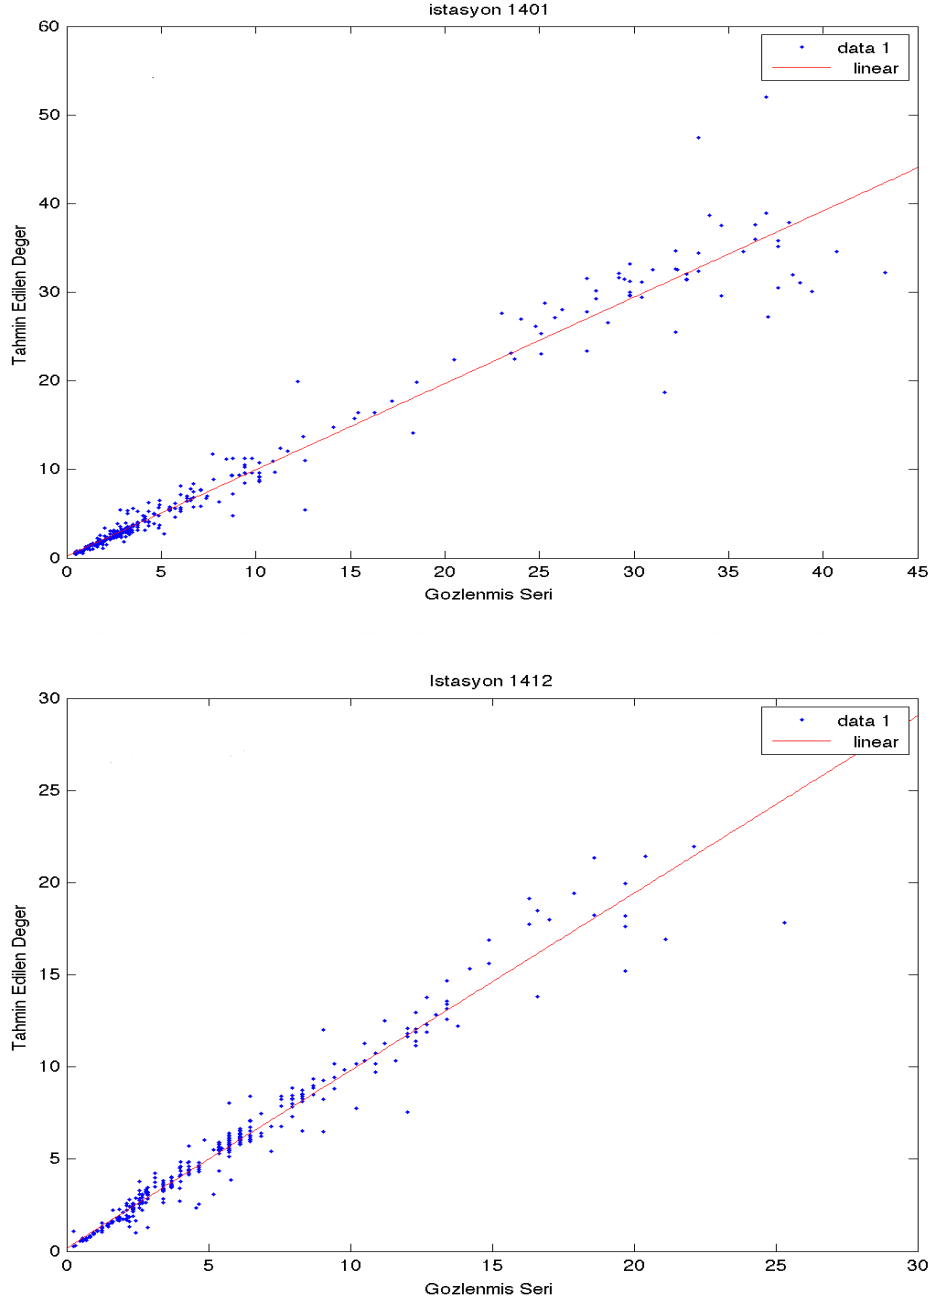 istasyon 1401
60
50
40
30
20
10
0
Tahmin Edilen Deger
data 1
linear
0 5 10 15 20 25 30 35 40 45
Gozlenmis Seri
Istasyon 1412
30
25
20
15
10
5
0
Tahmin Edilen Deger
data 1
linear
0 5 10 15 20 25 30
Gozlenmis Seri